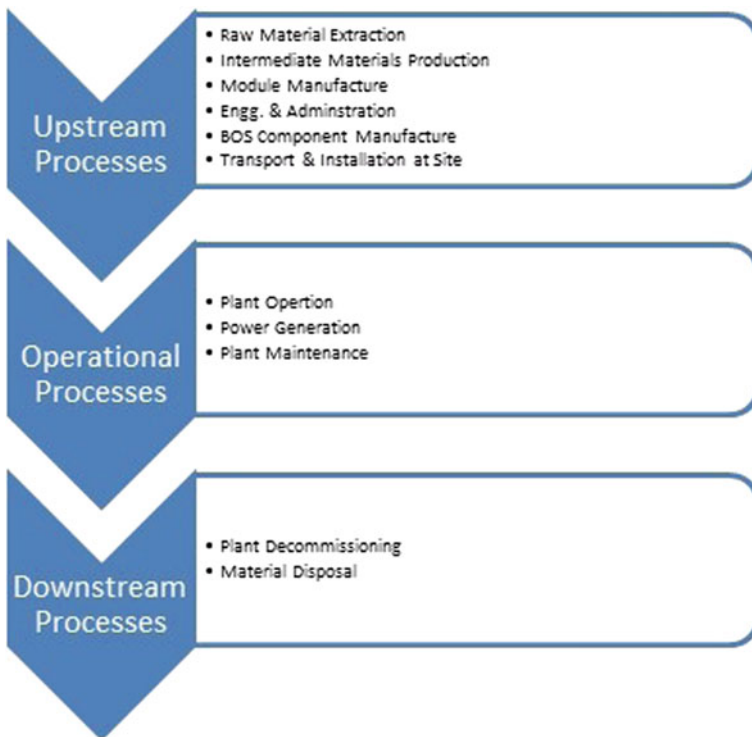 Upstream
Processes
• Raw Material Extraction
• Intermediate Materials Production
• Module Manufacture
• Engg. & Adminstration
• BOS Component Manufacture
• Transport & Installation at Site
Operational
Processes
• Plant Opertion
• Power Generation
• Plant Maintenance
Downstream
Processes
• Plant Decommissioning
• Material Disposal